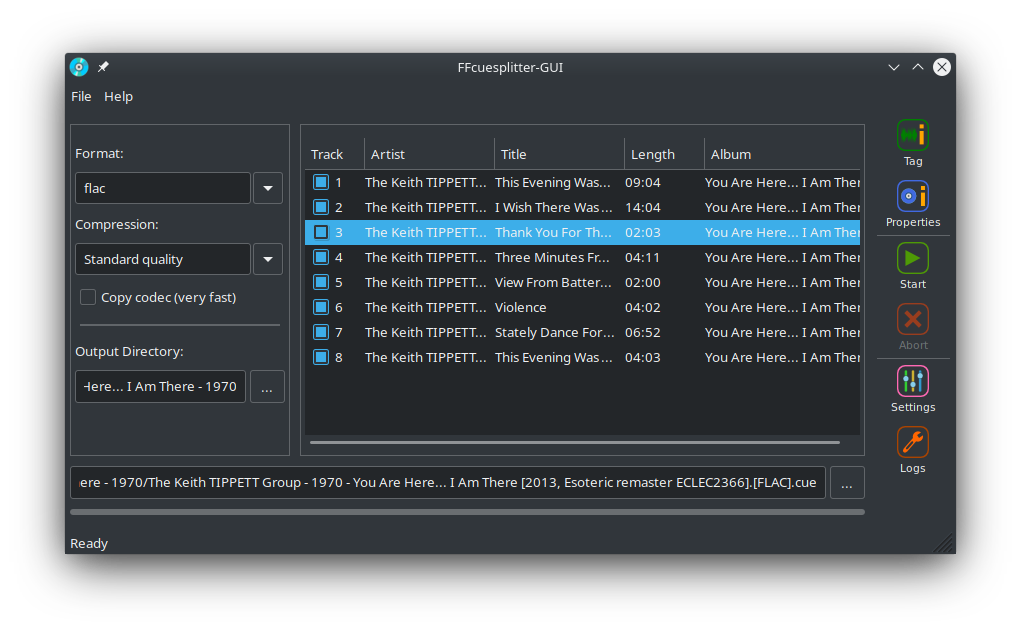 FFcuesplitter-GUI
File Help
Format:
flac
Compression:
Standard quality
Copy codec (very fast)
Output Directory:
Here... I Am There - 1970 ...
Track Artist Title Length Album
1 The Keith TIPPETT... This Evening Was... 09:04 You Are Here... I Am Ther
2 The Keith TIPPETT... I Wish There Was... 14:04 You Are Here... I Am Ther
3 The Keith TIPPETT... Thank You For Th... 02:03 You Are Here... I Am Ther
4 The Keith TIPPETT... Three Minutes Fr... 04:11 You Are Here... I Am Ther
5 The Keith TIPPETT... View From Batter... 02:00 You Are Here... I Am Ther
6 The Keith TIPPETT... Violence 04:02 You Are Here... I Am Ther
7 The Keith TIPPETT... Stately Dance For... 06:52 You Are Here... I Am Ther
8 The Keith TIPPETT... This Evening Was... 04:03 You Are Here... I Am Ther
Tag
Properties
Start
Abort
Settings
Logs
ere - 1970/The Keith TIPPETT Group - 1970 - You Are Here... I Am There [2013, Esoteric remaster ECLEC2366].[FLAC].cue ...
Ready